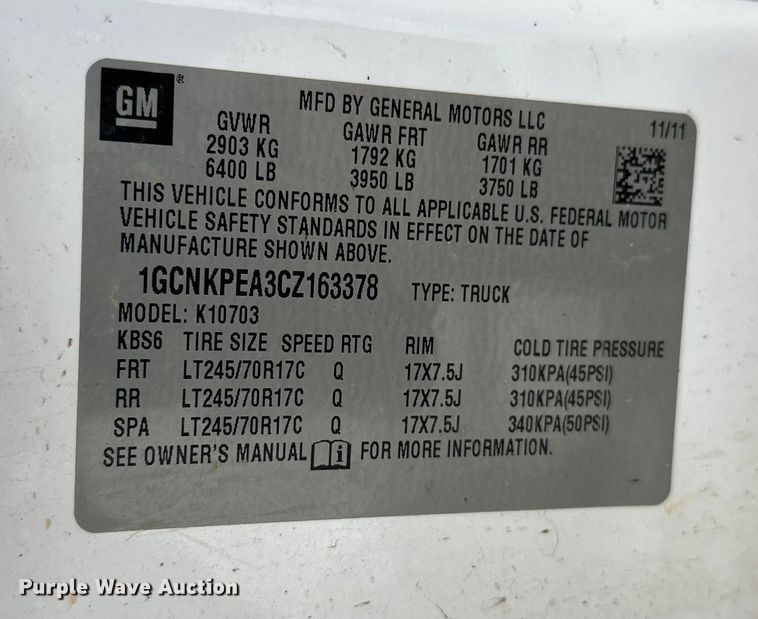 GM ®
MFD BY GENERAL MOTORS LLC
11/11
GVWR GAWR FRT GAWR RR
2903 KG 1792 KG 1701 KG
6400 LB 3950 LB 3750 LB
THIS VEHICLE CONFORMS TO ALL APPLICABLE U.S. FEDERAL MOTOR
VEHICLE SAFETY STANDARDS IN EFFECT ON THE DATE OF
MANUFACTURE SHOWN ABOVE.
1GCNKPEA3CZ163378 TYPE: TRUCK
MODEL: K10703
KBS6 TIRE SIZE SPEED RTG RIM COLD TIRE PRESSURE
FRT LT245/70R17C Q 17X7.5J 310KPA(45PSI)
RR LT245/70R17C Q 17X7.5J 310KPA(45PSI)
SPA LT245/70R17C Q 17X7.5J 340KPA(50PSI)
SEE OWNER'S MANUAL i FOR MORE INFORMATION.
Purple Wave Auction